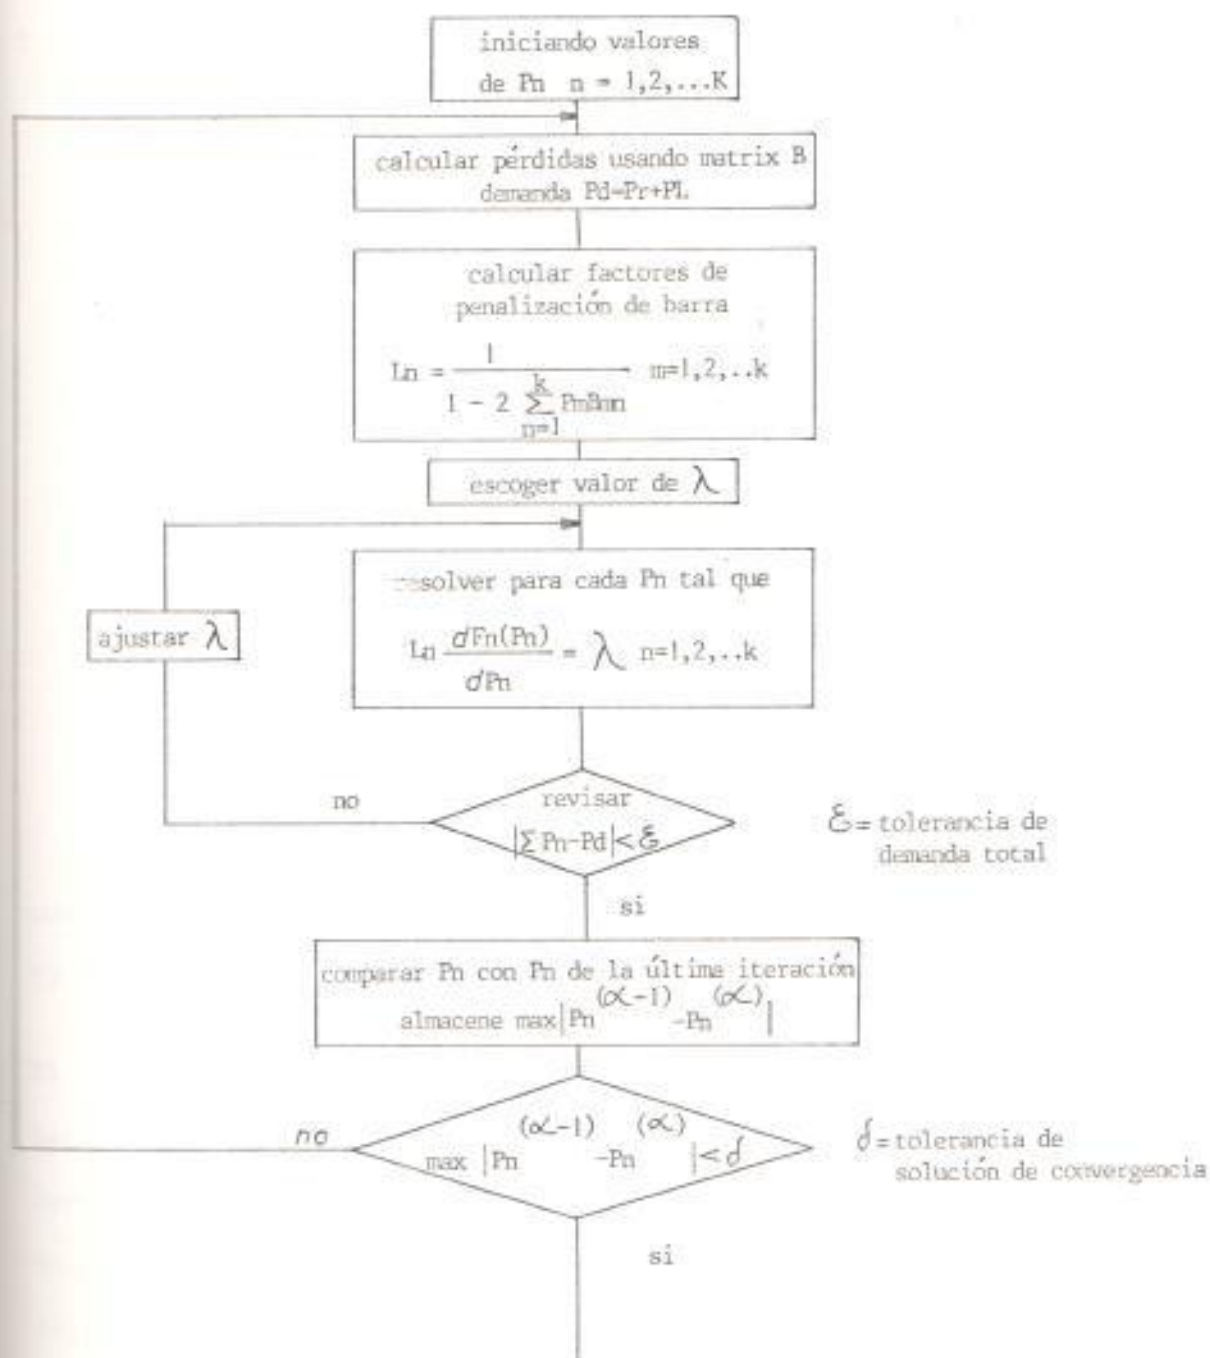 iniciando valores
de Pn n = 1,2,...K
calcular pérdidas usando matrix B
demanda Pd=Pr+PL
calcular factores de
penalización de barra
Ln = 1 / (1 - 2 k Σ n=1 PmBmn) m=1,2,..k
escoger valor de λ
resolver para cada Pn tal que
Ln dFn(Pn) / dPn = λ n=1,2,..k
ajustar λ
no
revisar
|Σ Pn-Pd|< ℰ
ℰ = tolerancia de
demanda total
si
comparar Pn con Pn de la última iteración
almacene max|Pn^(α-1) -Pn^(α)|
no
max |Pn^(α-1) -Pn^(α)|< δ
δ = tolerancia de
solución de convergencia
si